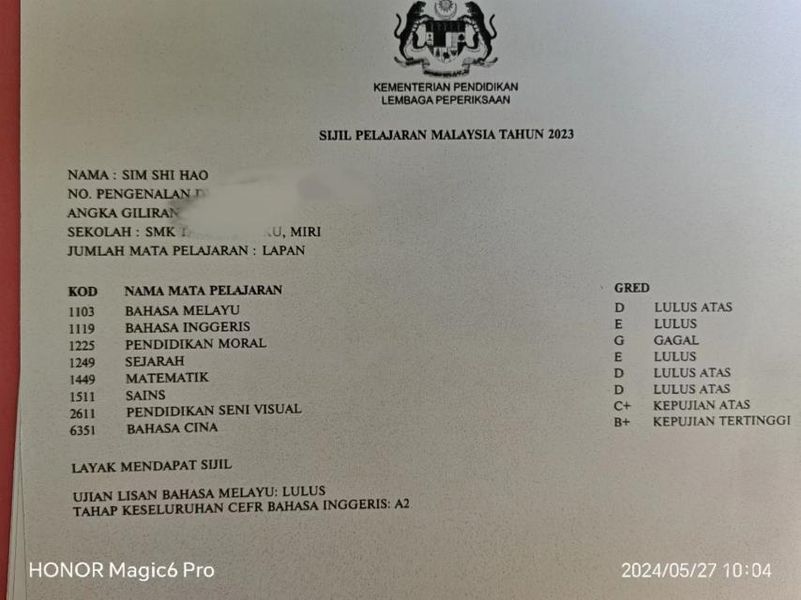 KEMENTERIAN PENDIDIKAN
LEMBAGA PEPERIKSAAN
SIJIL PELAJARAN MALAYSIA TAHUN 2023
NAMA : SIM SHI HAO
NO. PENGENALAN
ANGKA GILIRAN
SEKOLAH : SMK MIRI
JUMLAH MATA PELAJARAN : LAPAN
KOD NAMA MATA PELAJARAN GRED
1103 BAHASA MELAYU D LULUS ATAS
1119 BAHASA INGGERIS E LULUS
1225 PENDIDIKAN MORAL G GAGAL
1249 SEJARAH E LULUS
1449 MATEMATIK D LULUS ATAS
1511 SAINS D LULUS ATAS
2611 PENDIDIKAN SENI VISUAL C+ KEPUJIAN ATAS
6351 BAHASA CINA B+ KEPUJIAN TERTINGGI
LAYAK MENDAPAT SIJIL
UJIAN LISAN BAHASA MELAYU: LULUS
TAHAP KESELURUHAN CEFR BAHASA INGGERIS: A2
HONOR Magic6 Pro 2024/05/27 10:04